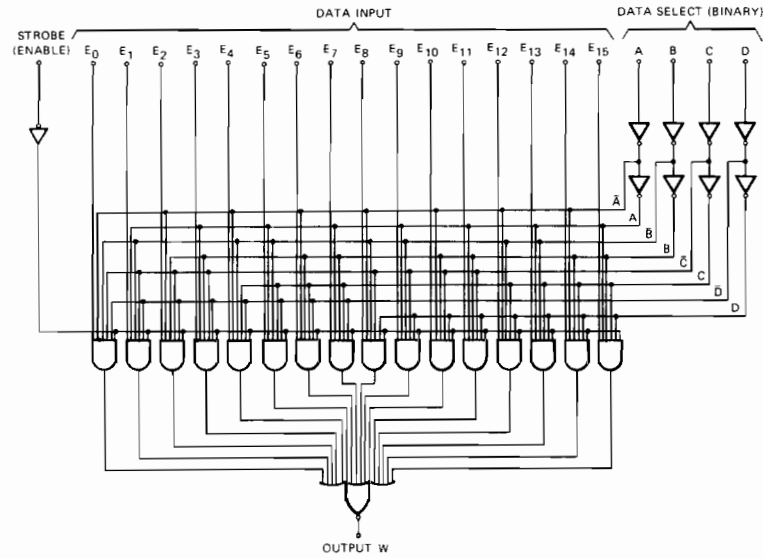 DATA INPUT
DATA SELECT (BINARY)
STROBE
(ENABLE)
E0 E1 E2 E3 E4 E5 E6 E7 E8 E9 E10 E11 E12 E13 E14 E15
A B C D
Ā
A
B̄
B
C̄
C
D̄
D
OUTPUT W